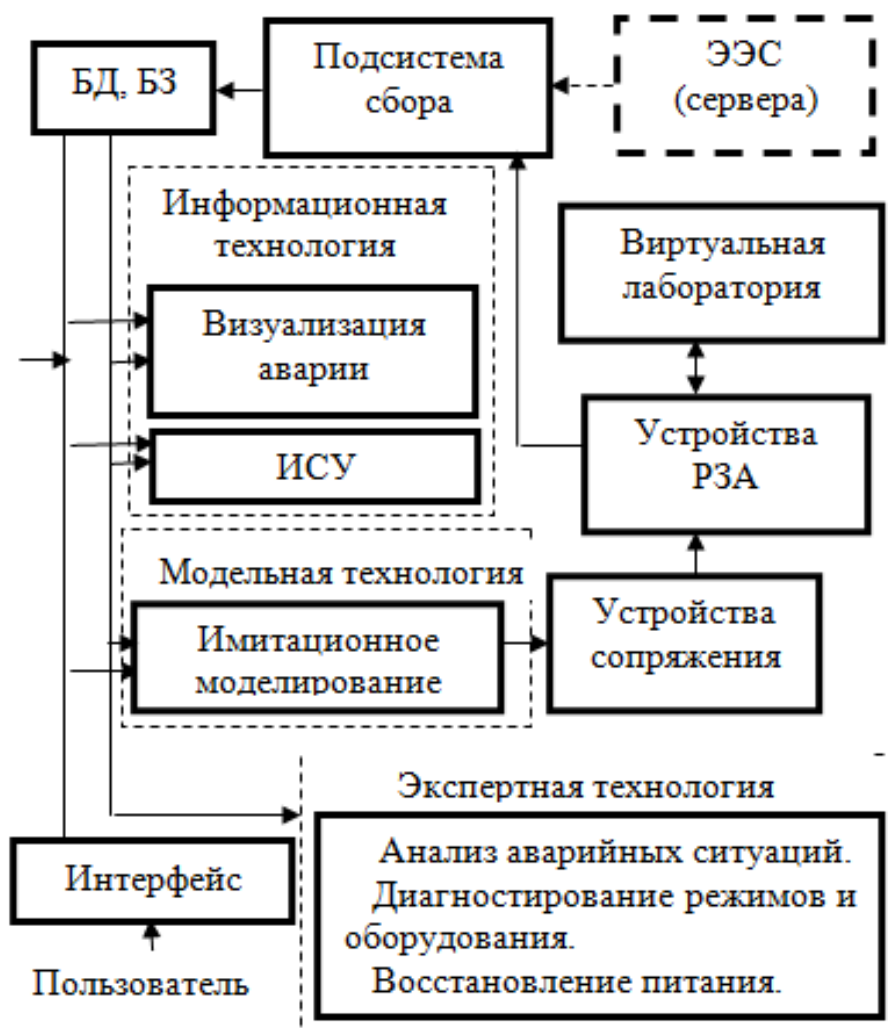 БД, БЗ
Подсистема
сбора
ЭЭС
(сервера)
Информационная
технология
Визуализация
аварии
ИСУ
Виртуальная
лаборатория
Устройства
РЗА
Модельная технология
Имитационное
моделирование
Устройства
сопряжения
Экспертная технология
Анализ аварийных ситуаций.
Диагностирование режимов и
оборудования.
Восстановление питания.
Интерфейс
Пользователь